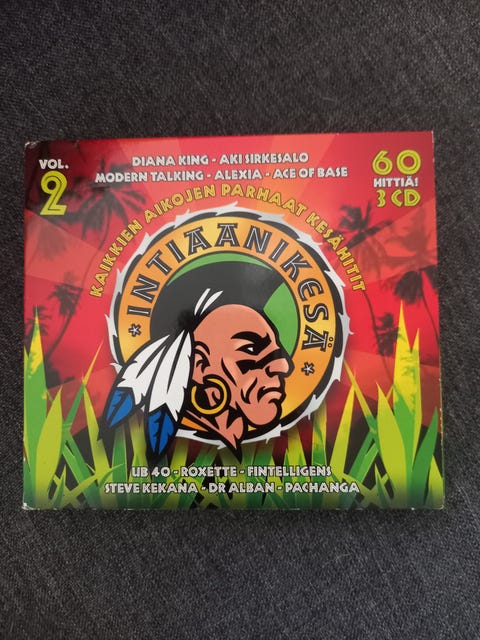 VOL.
2
DIANA KING - AKI SIRKESALO
MODERN TALKING - ALEXIA - ACE OF BASE
60
HITTIÄ!
3 CD
KAIKKIEN AIKOJEN PARHAAT KESÄHITIT
* INTIAANIKESÄ *
UB 40 - ROXETTE - FINTELLIGENS
STEVE KEKANA - DR ALBAN - PACHANGA